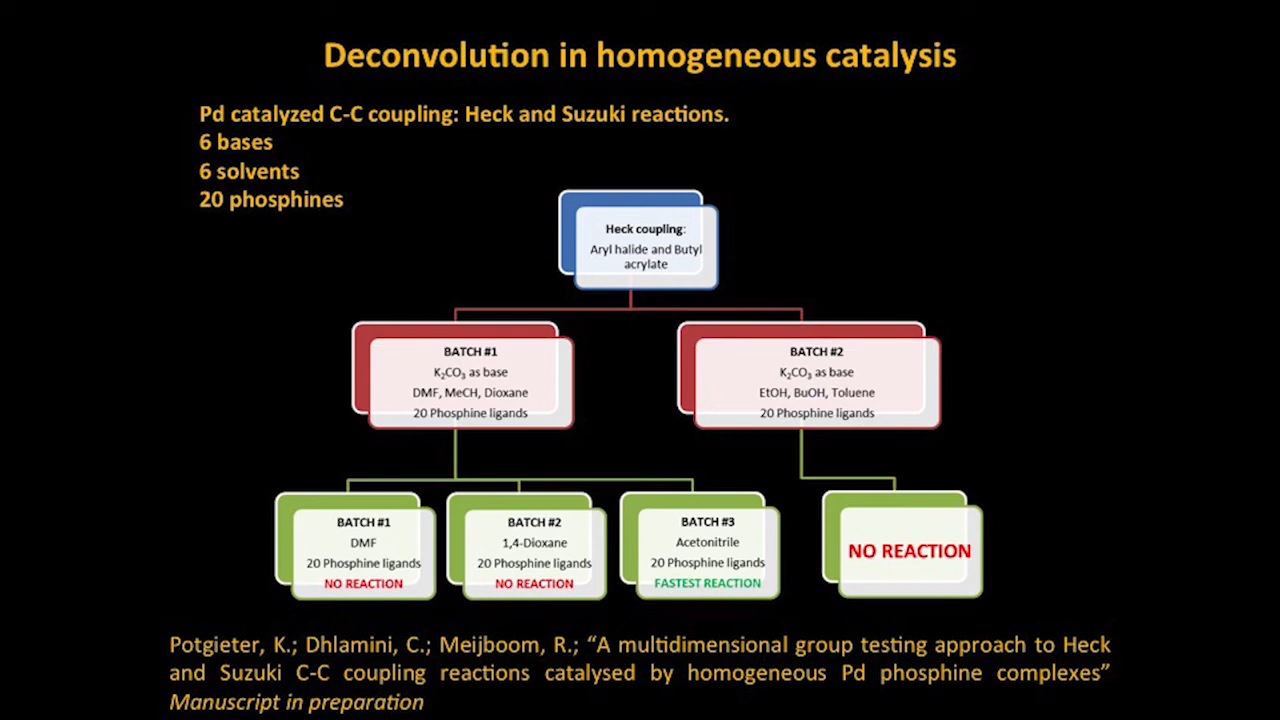 Deconvolution in homogeneous catalysis
Pd catalyzed C-C coupling: Heck and Suzuki reactions.
6 bases
6 solvents
20 phosphines
Heck coupling:
Aryl halide and Butyl
acrylate
BATCH #1
K₂CO₃ as base
DMF, MeCH, Dioxane
20 Phosphine ligands
BATCH #2
K₂CO₃ as base
EtOH, BuOH, Toluene
20 Phosphine ligands
BATCH #1
DMF
20 Phosphine ligands
NO REACTION
BATCH #2
1,4-Dioxane
20 Phosphine ligands
NO REACTION
BATCH #3
Acetonitrile
20 Phosphine ligands
FASTEST REACTION
NO REACTION
Potgieter, K.; Dhlamini, C.; Meijboom, R.; “A multidimensional group testing approach to Heck
and Suzuki C-C coupling reactions catalysed by homogeneous Pd phosphine complexes”
Manuscript in preparation